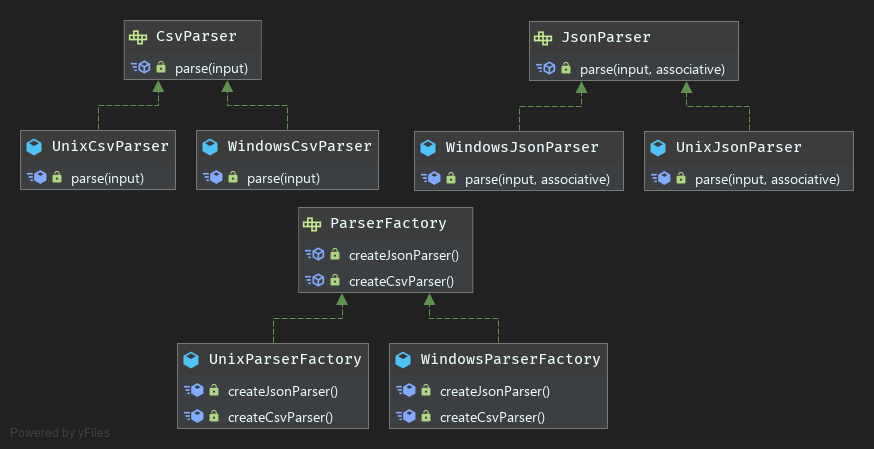 CsvParser
parse(input)
JsonParser
parse(input, associative)
UnixCsvParser
parse(input)
WindowsCsvParser
parse(input)
WindowsJsonParser
parse(input, associative)
UnixJsonParser
parse(input, associative)
ParserFactory
createJsonParser()
createCsvParser()
UnixParserFactory
createJsonParser()
createCsvParser()
WindowsParserFactory
createJsonParser()
createCsvParser()
Powered by yFiles